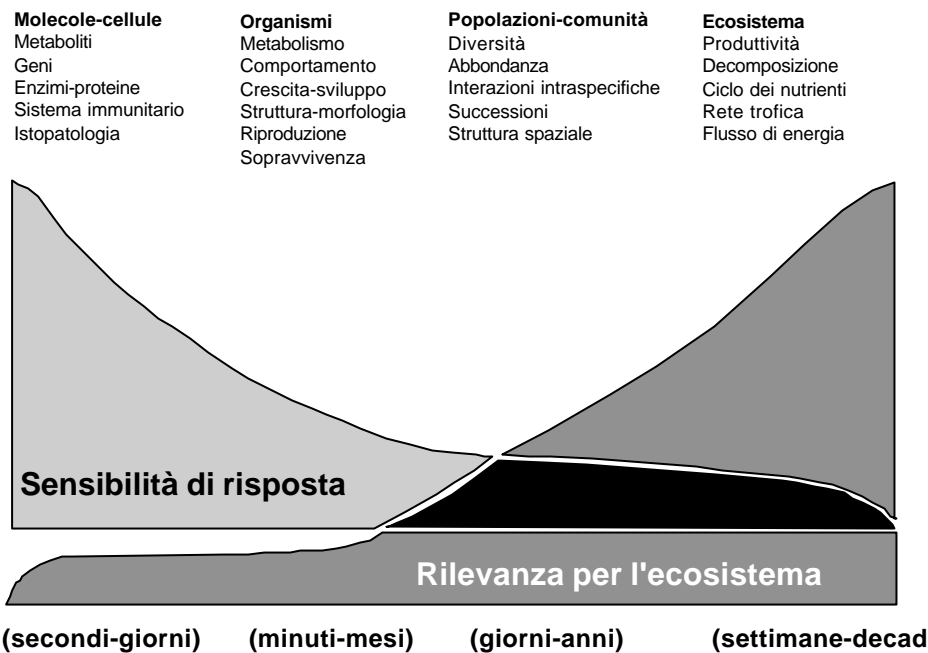 Molecole-cellule
Metaboliti
Geni
Enzimi-proteine
Sistema immunitario
Istopatologia
Organismi
Metabolismo
Comportamento
Crescita-sviluppo
Struttura-morfologia
Riproduzione
Sopravvivenza
Popolazioni-comunità
Diversità
Abbondanza
Interazioni intraspecifiche
Successioni
Struttura spaziale
Ecosistema
Produttività
Decomposizione
Ciclo dei nutrienti
Rete trofica
Flusso di energia
Sensibilità di risposta
Rilevanza per l'ecosistema
(secondi-giorni) (minuti-mesi) (giorni-anni) (settimane-decad